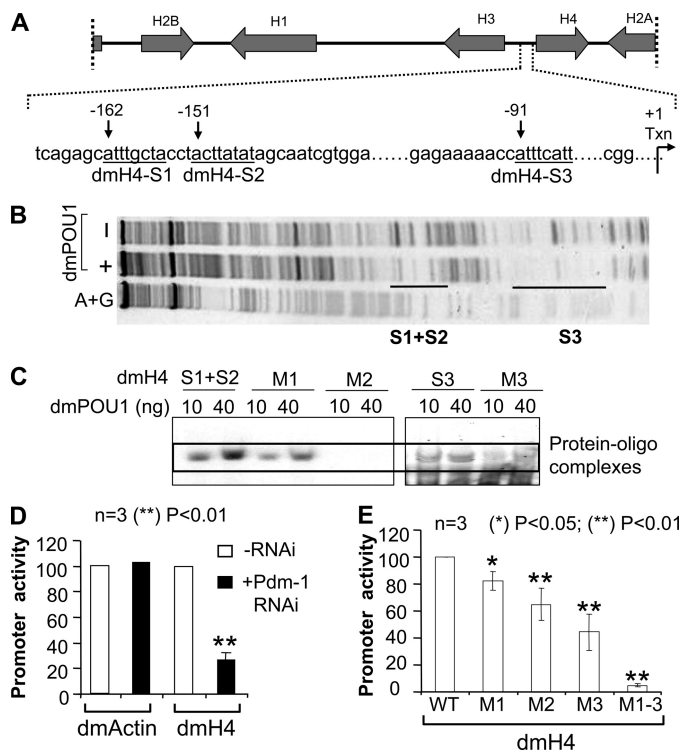 A
H2B H1 H3 H4 H2A
-162 -151 -91 +1
Txn
tcagagcatttgctacctacttatatagcaatcgtgga......gagaaaaaccatttcatt.....cgg.....
dmH4-S1 dmH4-S2 dmH4-S3
B
dmPOU1
-
+
A+G
S1+S2 S3
C
dmH4 S1+S2 M1 M2 S3 M3
dmPOU1 (ng) 10 40 10 40 10 40 10 40 10 40
Protein-oligo
complexes
D
n=3 (**) P<0.01
Promoter activity
120
100
80
60
40
20
0
-RNAi
+Pdm-1
RNAi
**
dmActin dmH4
E
n=3 (*) P<0.05; (**) P<0.01
Promoter activity
120
100
80
60
40
20
0
* ** ** **
WT M1 M2 M3 M1-3
dmH4